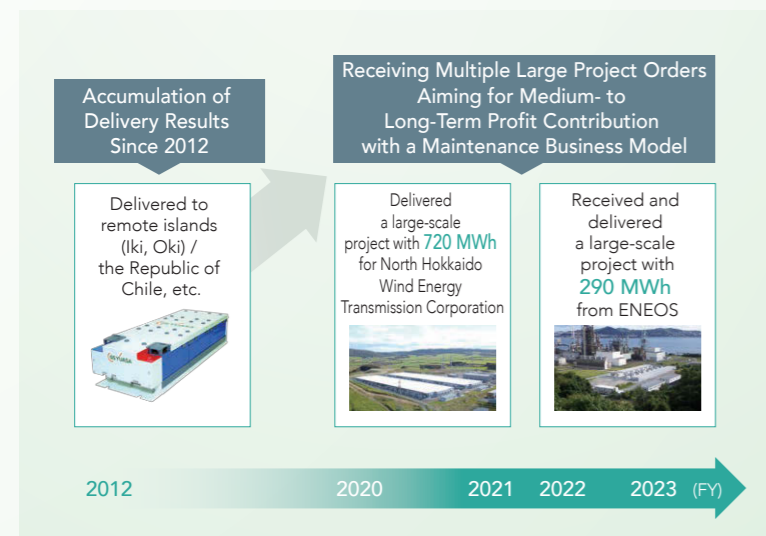 Accumulation of
Delivery Results
Since 2012
Receiving Multiple Large Project Orders
Aiming for Medium- to
Long-Term Profit Contribution
with a Maintenance Business Model
Delivered to
remote islands
(Iki, Oki) /
the Republic of
Chile, etc.
GS YUASA
Delivered
a large-scale
project with 720 MWh
for North Hokkaido
Wind Energy
Transmission Corporation
Received and
delivered
a large-scale
project with
290 MWh
from ENEOS
2012 2020 2021 2022 2023 (FY)